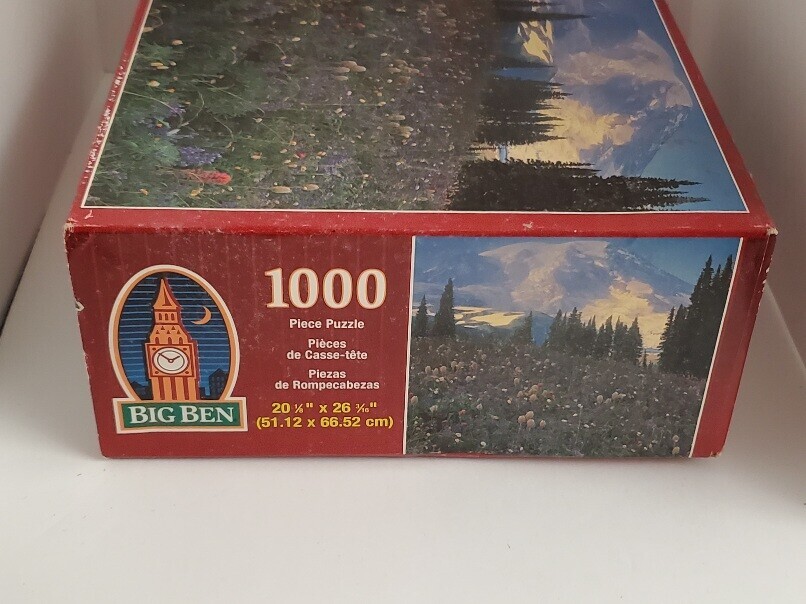 BIG BEN
1000
Piece Puzzle
Pièces
de Casse-tête
Piezas
de Rompecabezas
20 ⅛" x 26 3/16"
(51.12 x 66.52 cm)